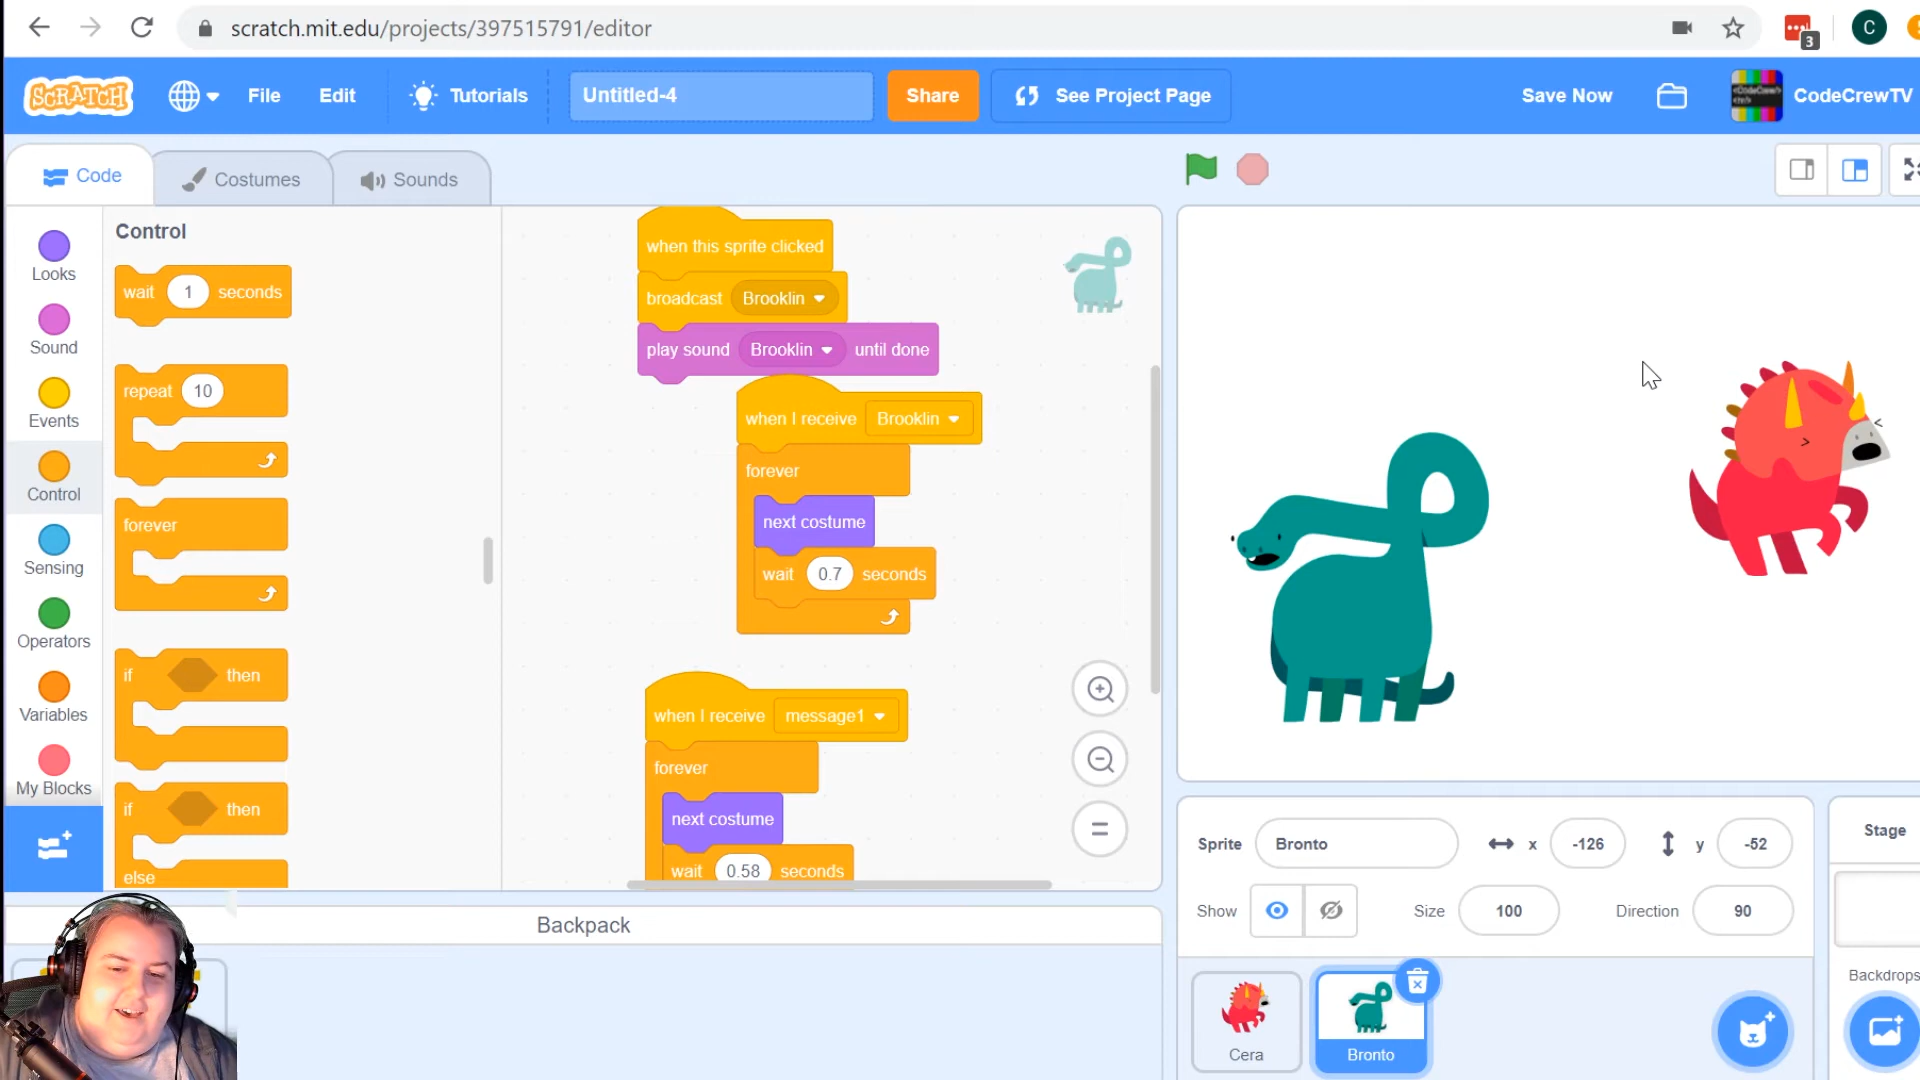 scratch.mit.edu/projects/397515791/editor
3
C
SCRATCH
File
Edit
Tutorials
Untitled-4
Share
See Project Page
Save Now
CodeCrewTV
Code
Costumes
Sounds
Looks
Sound
Events
Control
Sensing
Operators
Variables
My Blocks
Control
wait 1 seconds
repeat 10
forever
if then
if then
else
when this sprite clicked
broadcast Brooklin
play sound Brooklin until done
when I receive Brooklin
forever
next costume
wait 0.7 seconds
when I receive message1
forever
next costume
wait 0.58 seconds
Backpack
Sprite Bronto x -126 y -52
Show Size 100 Direction 90
Cera
Bronto
Stage
Backdrops